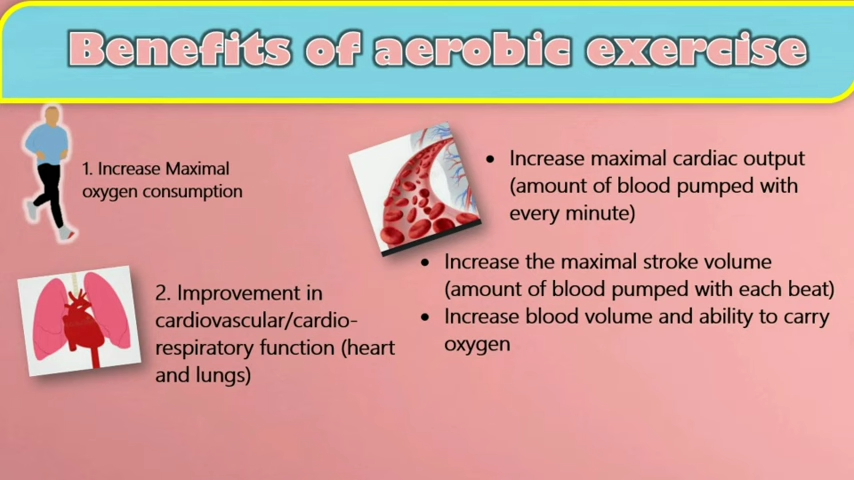 Benefits of aerobic exercise
1. Increase Maximal
oxygen consumption
2. Improvement in
cardiovascular/cardio-
respiratory function (heart
and lungs)
• Increase maximal cardiac output
(amount of blood pumped with
every minute)
• Increase the maximal stroke volume
(amount of blood pumped with each beat)
• Increase blood volume and ability to carry
oxygen